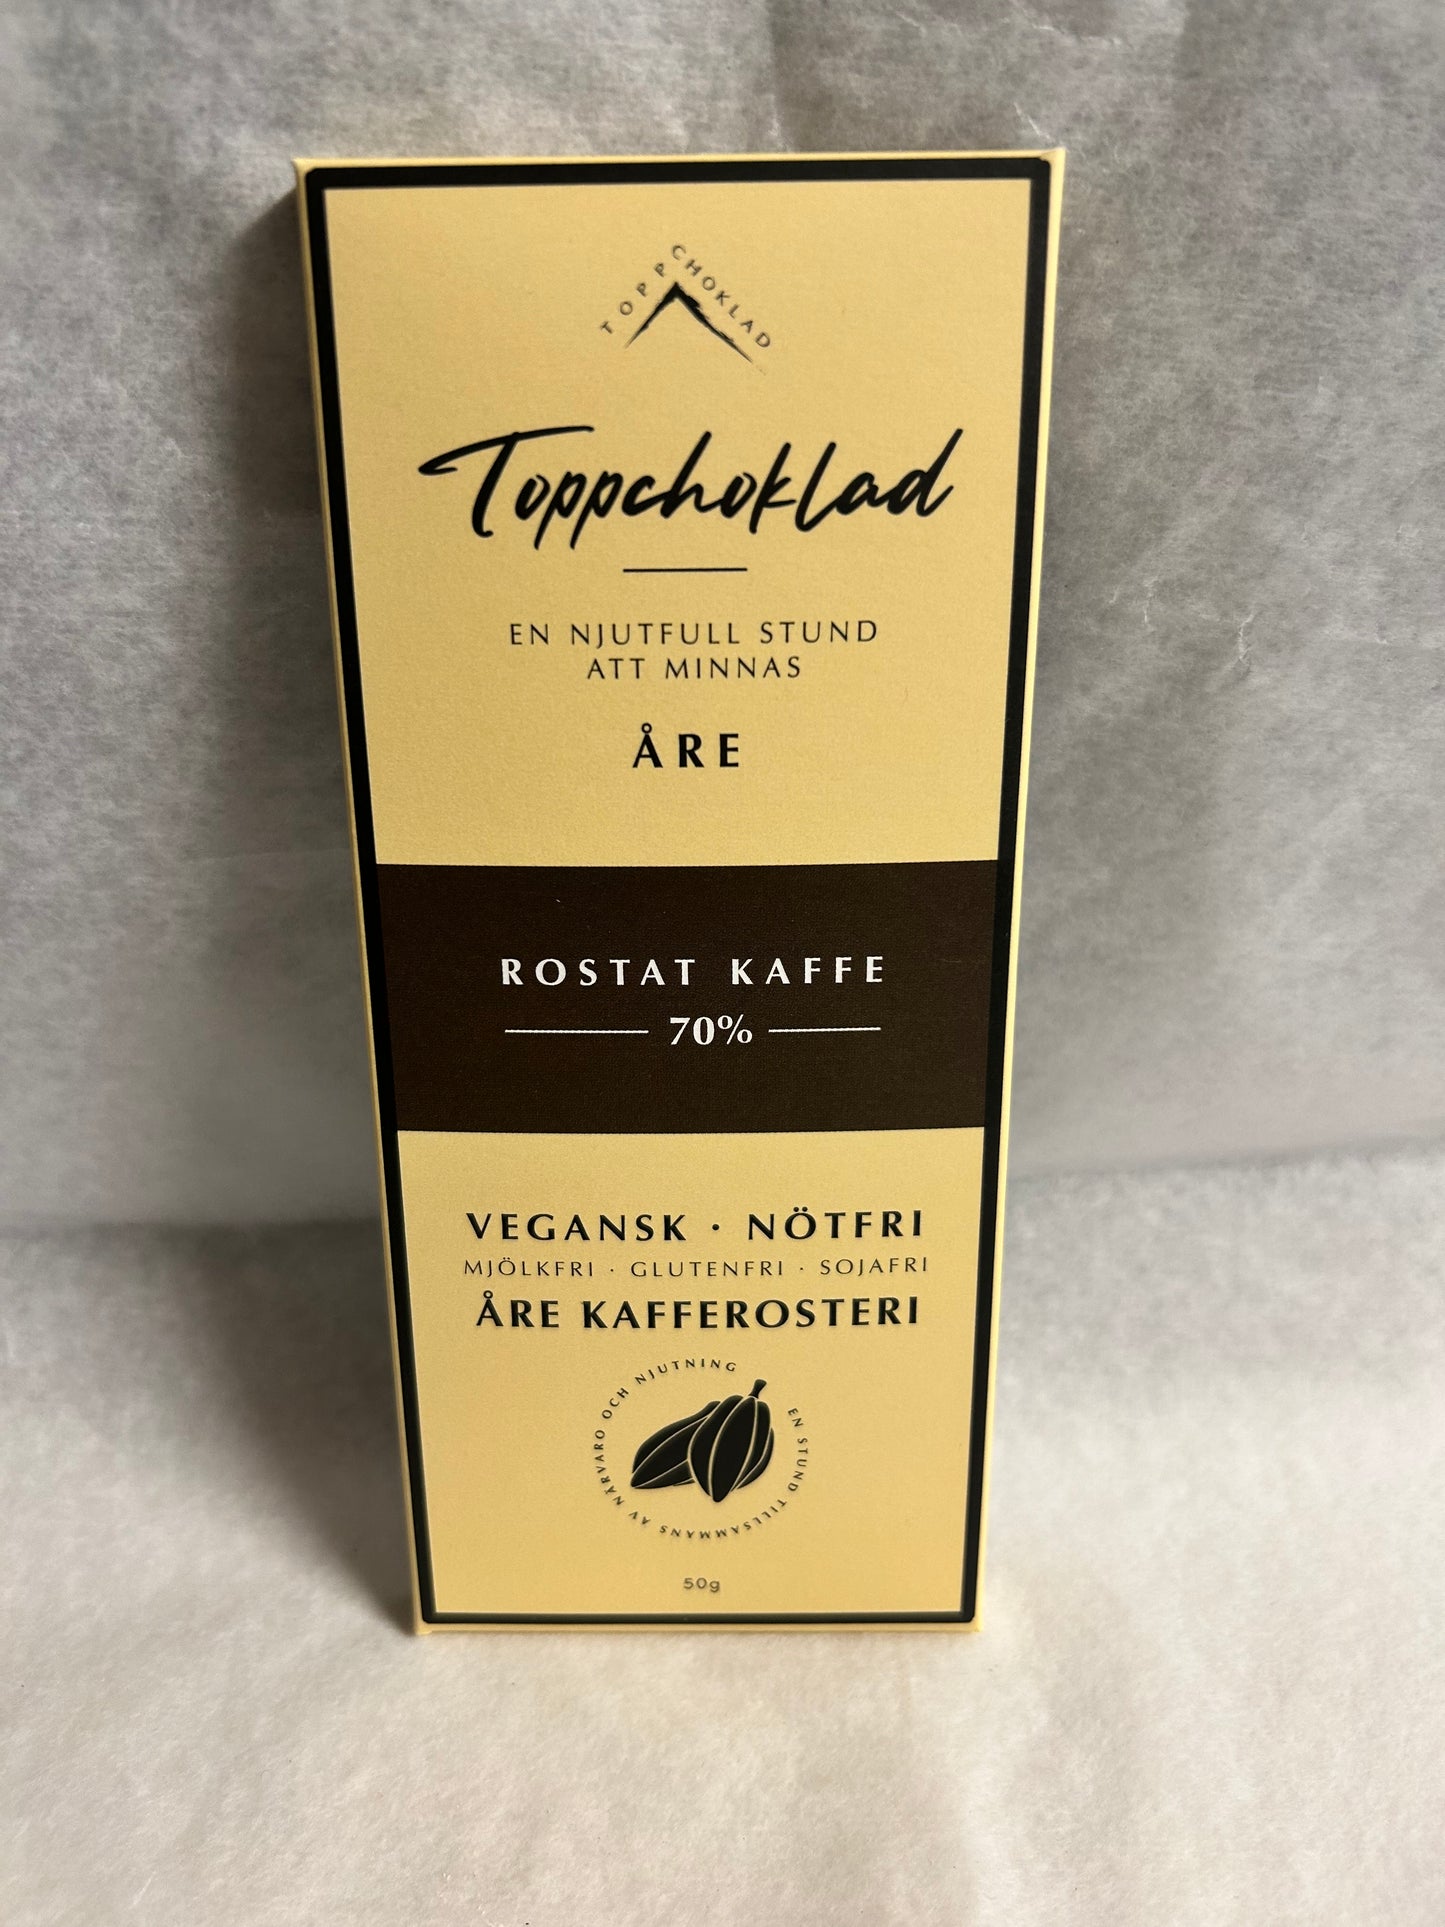 TOPPCHOKLAD
Toppchoklad
EN NJUTFULL STUND
ATT MINNAS
ÅRE
ROSTAT KAFFE
70%
VEGANSK · NÖTFRI
MJÖLKFRI · GLUTENFRI · SOJAFRI
ÅRE KAFFEROSTERI
EN STUND TILLSAMMANS AV NÄRVARO OCH NJUTNING
50g